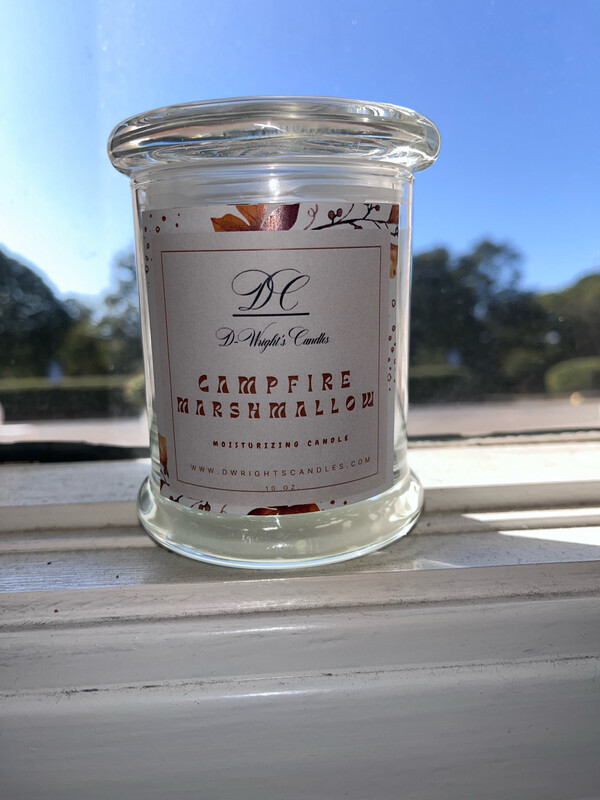 DC
D-Wright's Candles
CAMPFIRE
MARSHMALLOW
MOISTURIZING CANDLE
WWW.DWRIGHTSCANDLES.COM
10 OZ